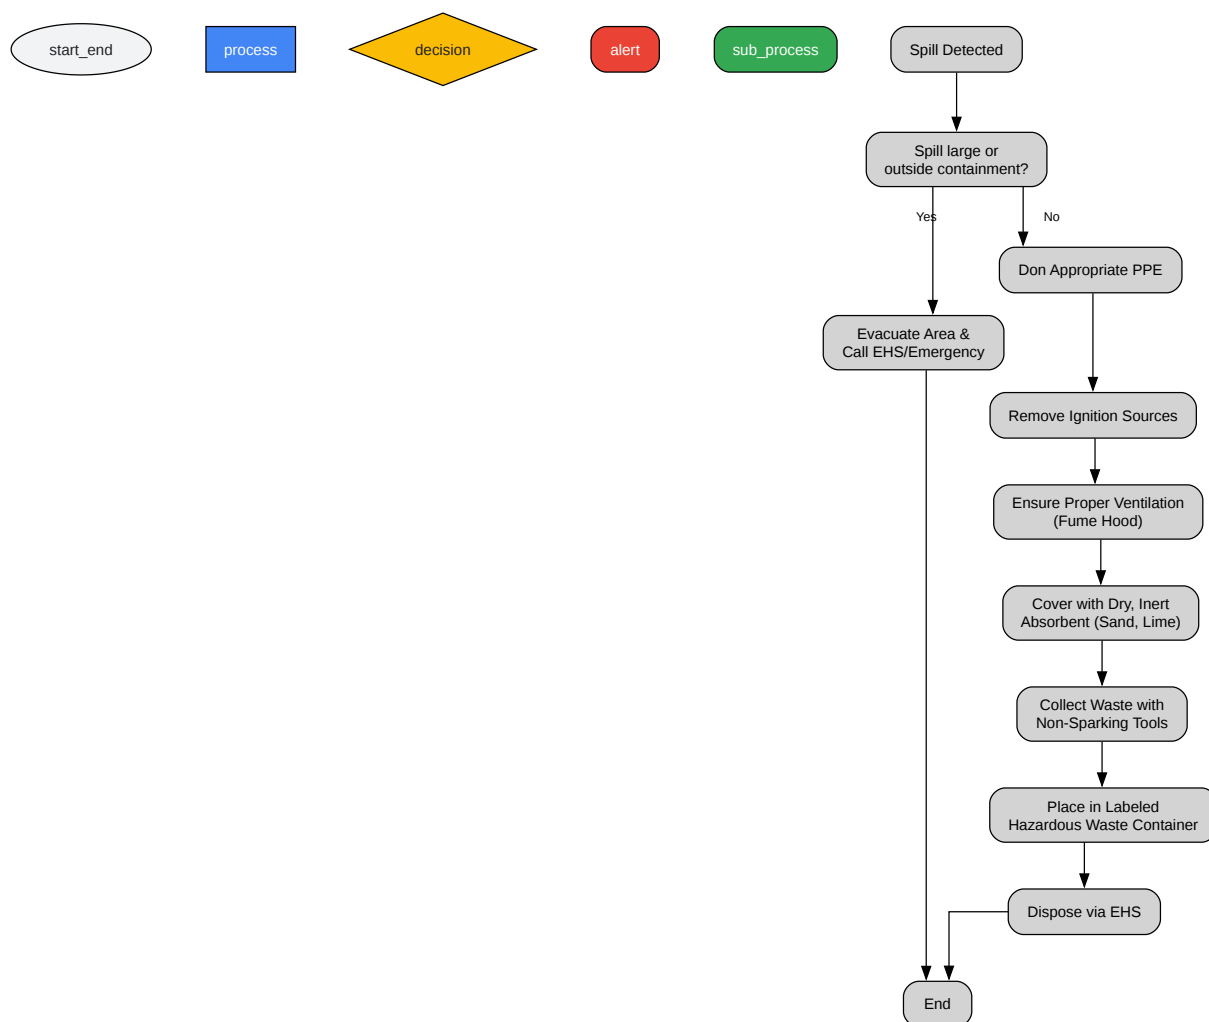 start_end
process
decision
alert
sub_process
Spill Detected
Spill large or
outside containment?
Yes
No
Don Appropriate PPE
Evacuate Area &
Call EHS/Emergency
Remove Ignition Sources
Ensure Proper Ventilation
(Fume Hood)
Cover with Dry, Inert
Absorbent (Sand, Lime)
Collect Waste with
Non-Sparking Tools
Place in Labeled
Hazardous Waste Container
Dispose via EHS
End